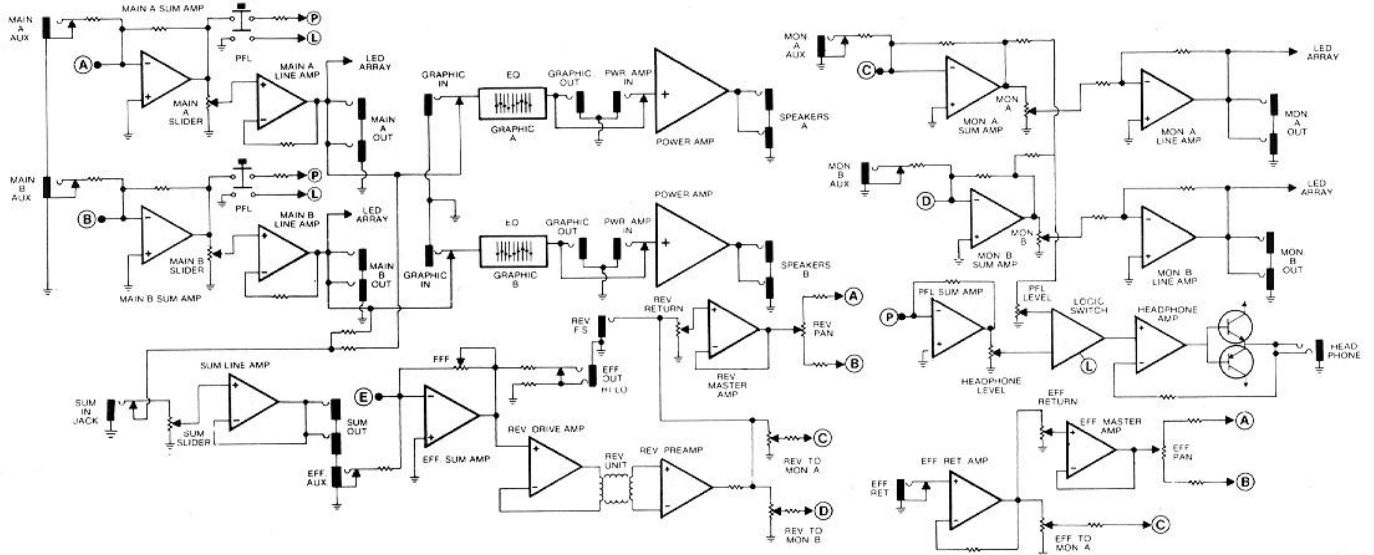 MAIN A AUX
MAIN A SUM AMP
P
L
PFL
A
MAIN A LINE AMP
LED ARRAY
MAIN A SLIDER
MAIN A OUT
GRAPHIC IN
EQ
GRAPHIC A
GRAPHIC OUT
PWR AMP IN
POWER AMP
SPEAKERS A
MON A AUX
C
MON A
MON. A SUM AMP
MON. A LINE AMP
LED ARRAY
MON A OUT
MAIN B AUX
P
L
PFL
B
MAIN B LINE AMP
LED ARRAY
MAIN B SLIDER
MAIN B SUM AMP
MAIN B OUT
GRAPHIC IN
EQ
GRAPHIC B
GRAPHIC OUT
PWR AMP IN
POWER AMP
SPEAKERS B
MON B AUX
D
MON B
MON B SUM AMP
MON. B LINE AMP
LED ARRAY
MON B OUT
SUM IN JACK
SUM SLIDER
SUM LINE AMP
SUM OUT
EFF AUX
E
EFF
EFF. SUM AMP
EFF OUT
HI LO
REV F.S.
REV RETURN
REV MASTER AMP
REV PAN
A
B
REV DRIVE AMP
REV UNIT
REV PREAMP
C
REV TO MON A
D
REV TO MON B
P
PFL SUM AMP
HEADPHONE LEVEL
PFL LEVEL
LOGIC SWITCH
L
HEADPHONE AMP
HEAD PHONE
EFF RET
EFF RET. AMP
EFF RETURN
EFF MASTER AMP
EFF PAN
A
B
EFF TO MON A
C